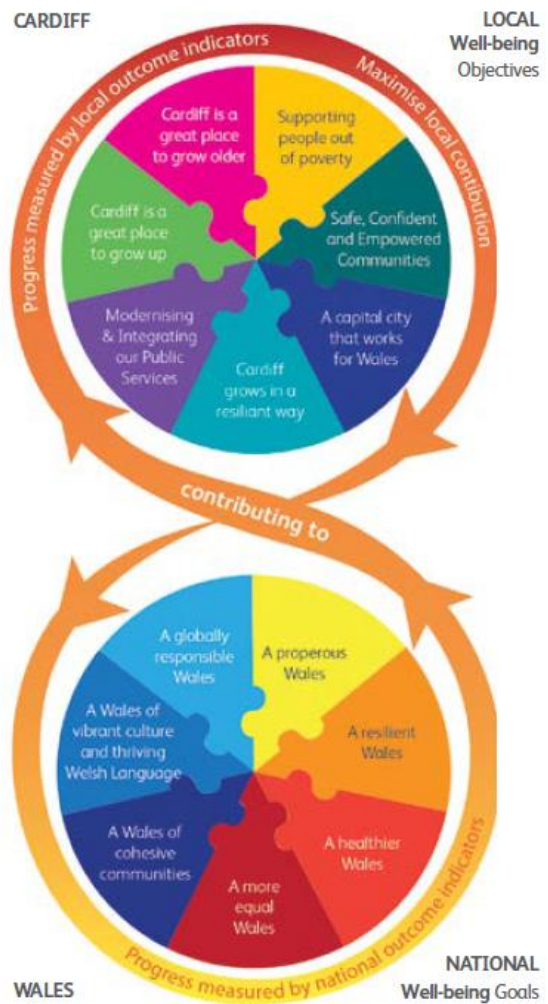 CARDIFF
LOCAL
Well-being
Objectives
Progress measured by local outcome indicators
Maximise local contibution
Cardiff is a
great place
to grow older
Supporting
people out
of poverty
Cardiff is a
great place
to grow up
Safe, Confident
and Empowered
Communities
Modernising
& Integrating
our Public
Services
A capital city
that works
for Wales
Cardiff
grows in a
resiliant way
contributing to
A globally
responsible
Wales
A properous
Wales
A Wales of
vibrant culture
and thriving
Welsh Language
A resilient
Wales
A Wales of
cohesive
communities
A healthier
Wales
A more
equal
Wales
Progress measured by national outcome indicators
WALES
NATIONAL
Well-being Goals